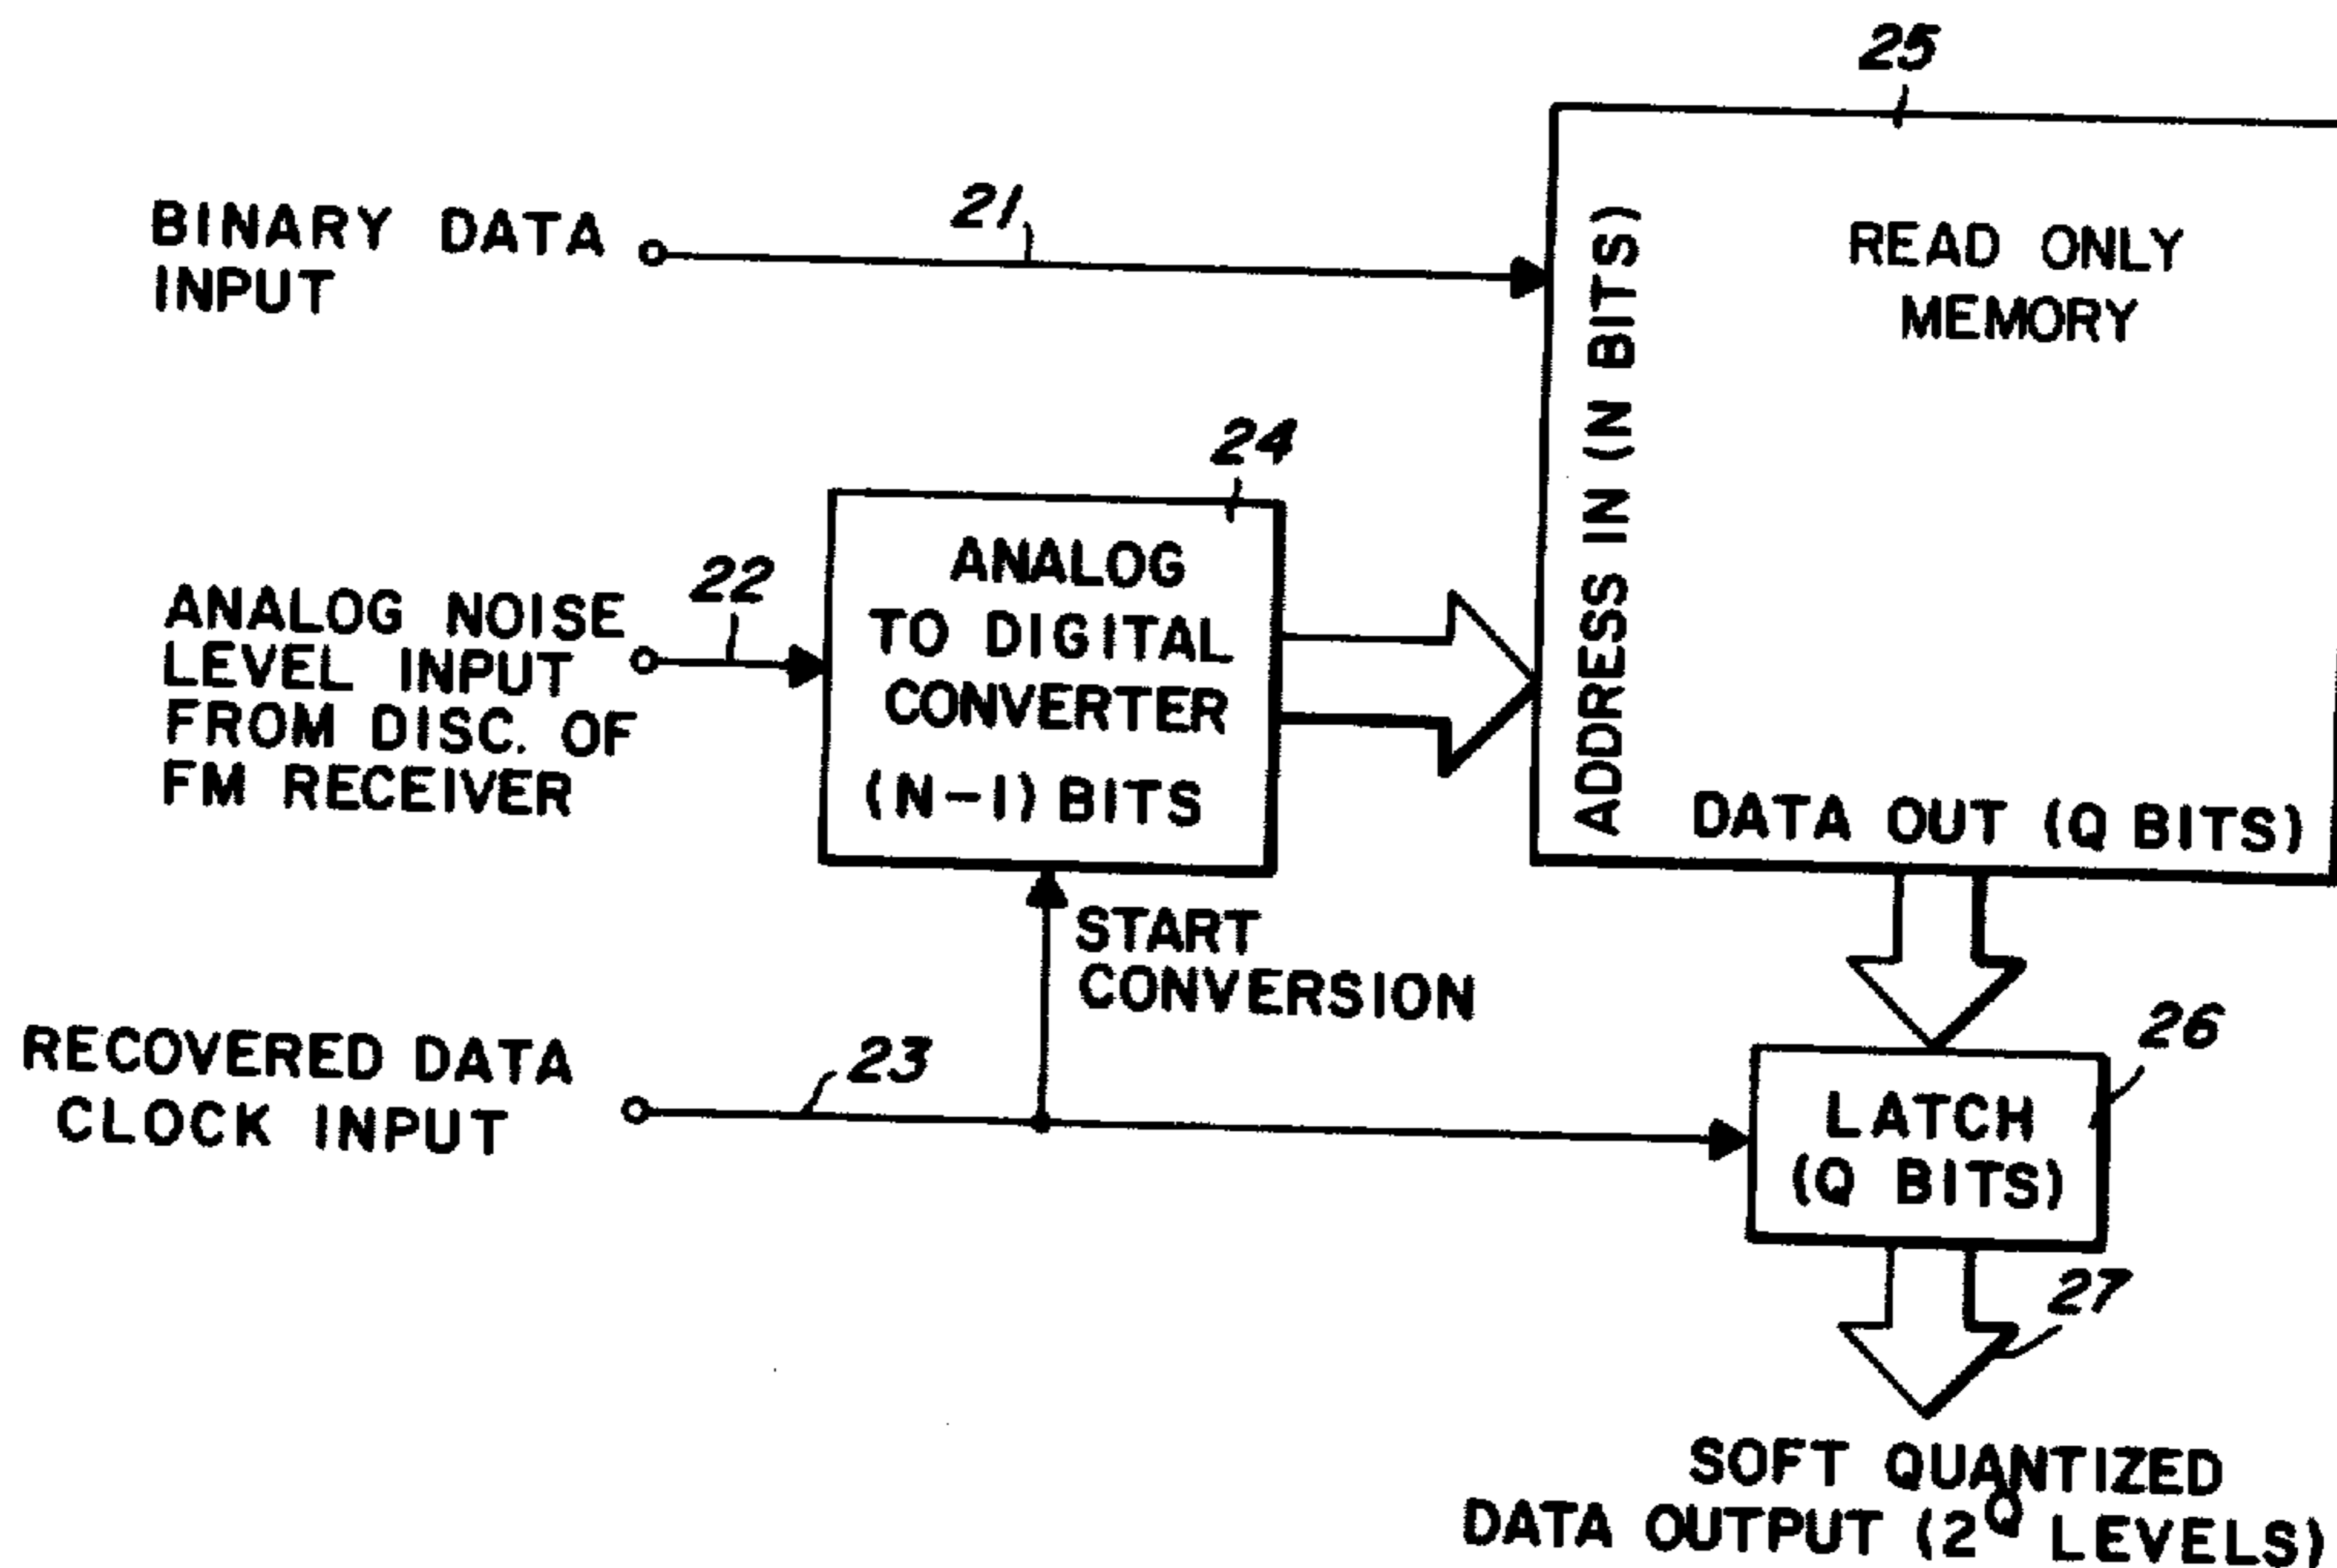 25
BINARY DATA
INPUT
21
READ ONLY
MEMORY
ADDRESS IN (N BITS)
24
ANALOG
TO DIGITAL
CONVERTER
(N-1) BITS
22
ANALOG NOISE
LEVEL INPUT
FROM DISC. OF
FM RECEIVER
DATA OUT (Q BITS)
START
CONVERSION
RECOVERED DATA
CLOCK INPUT
23
26
LATCH
(Q BITS)
27
SOFT QUANTIZED
DATA OUTPUT (2^Q LEVELS)